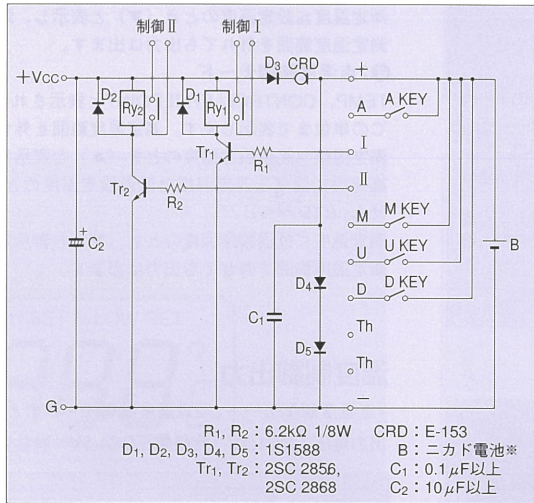 制御Ⅱ 制御Ⅰ
D3 CRD
+Vcc
+
D2
Ry2
D1
Ry1
A
A KEY
Tr1
R1
I
Tr2
R2
II
M
M KEY
C2
+
U
U KEY
B
D4
D
D KEY
C1
Th
D5
Th
G
−
R1, R2:6.2kΩ 1/8W
CRD:E-153
D1, D2, D3, D4, D5:1S1588
B:ニカド電池※
Tr1, Tr2:2SC 2856,
C1:0.1μF以上
2SC 2868
C2:10μF以上